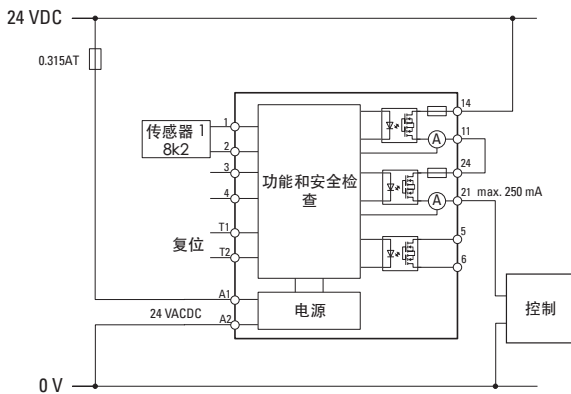 24 VDC
0.315AT
14
传感器 1
8k2
1
2
11
A
24
3
4
功能和安全检
查
21 max. 250 mA
A
复位
T1
T2
5
6
A1
24 VACDC A2
电源
控制
0 V